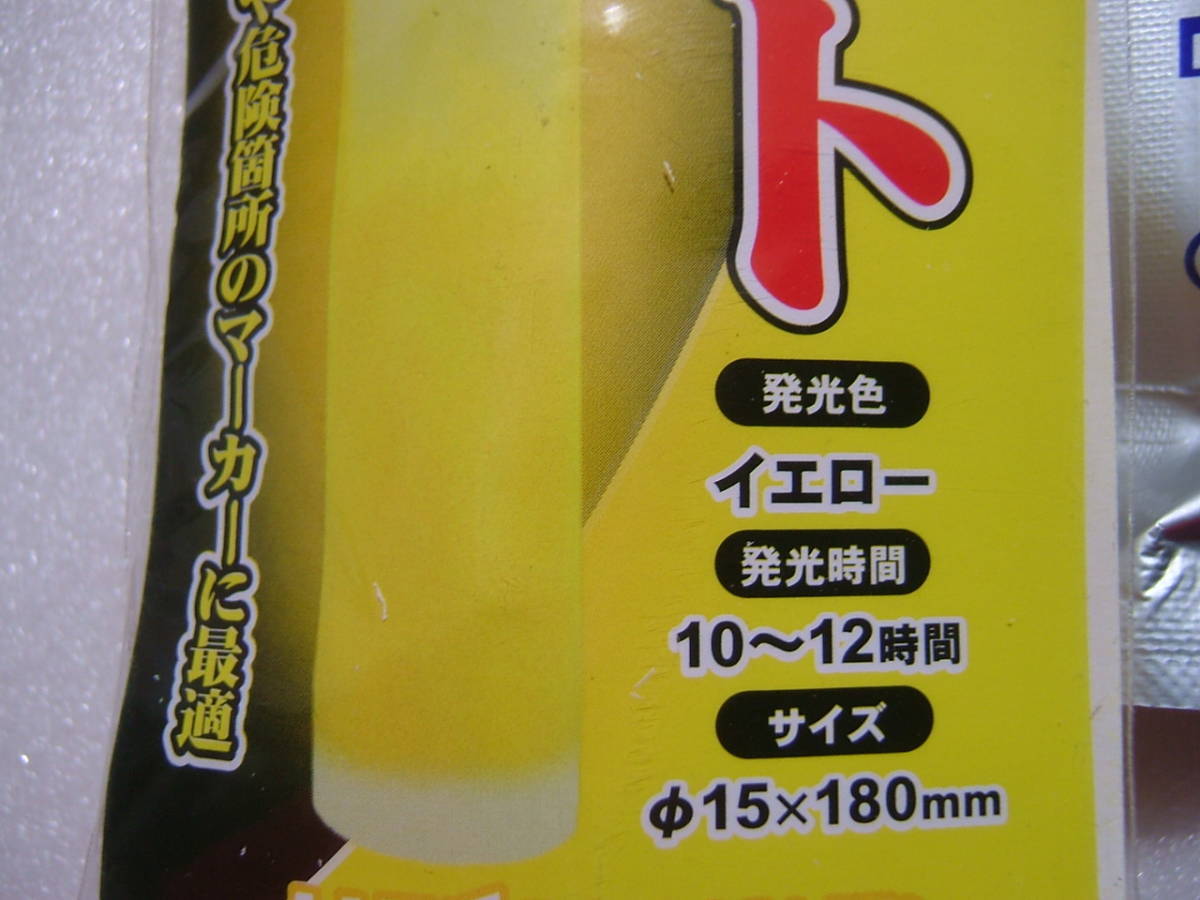 危険箇所のマーカーに最適
ト
発光色
イエロー
発光時間
10～12時間
サイズ
φ15×180mm